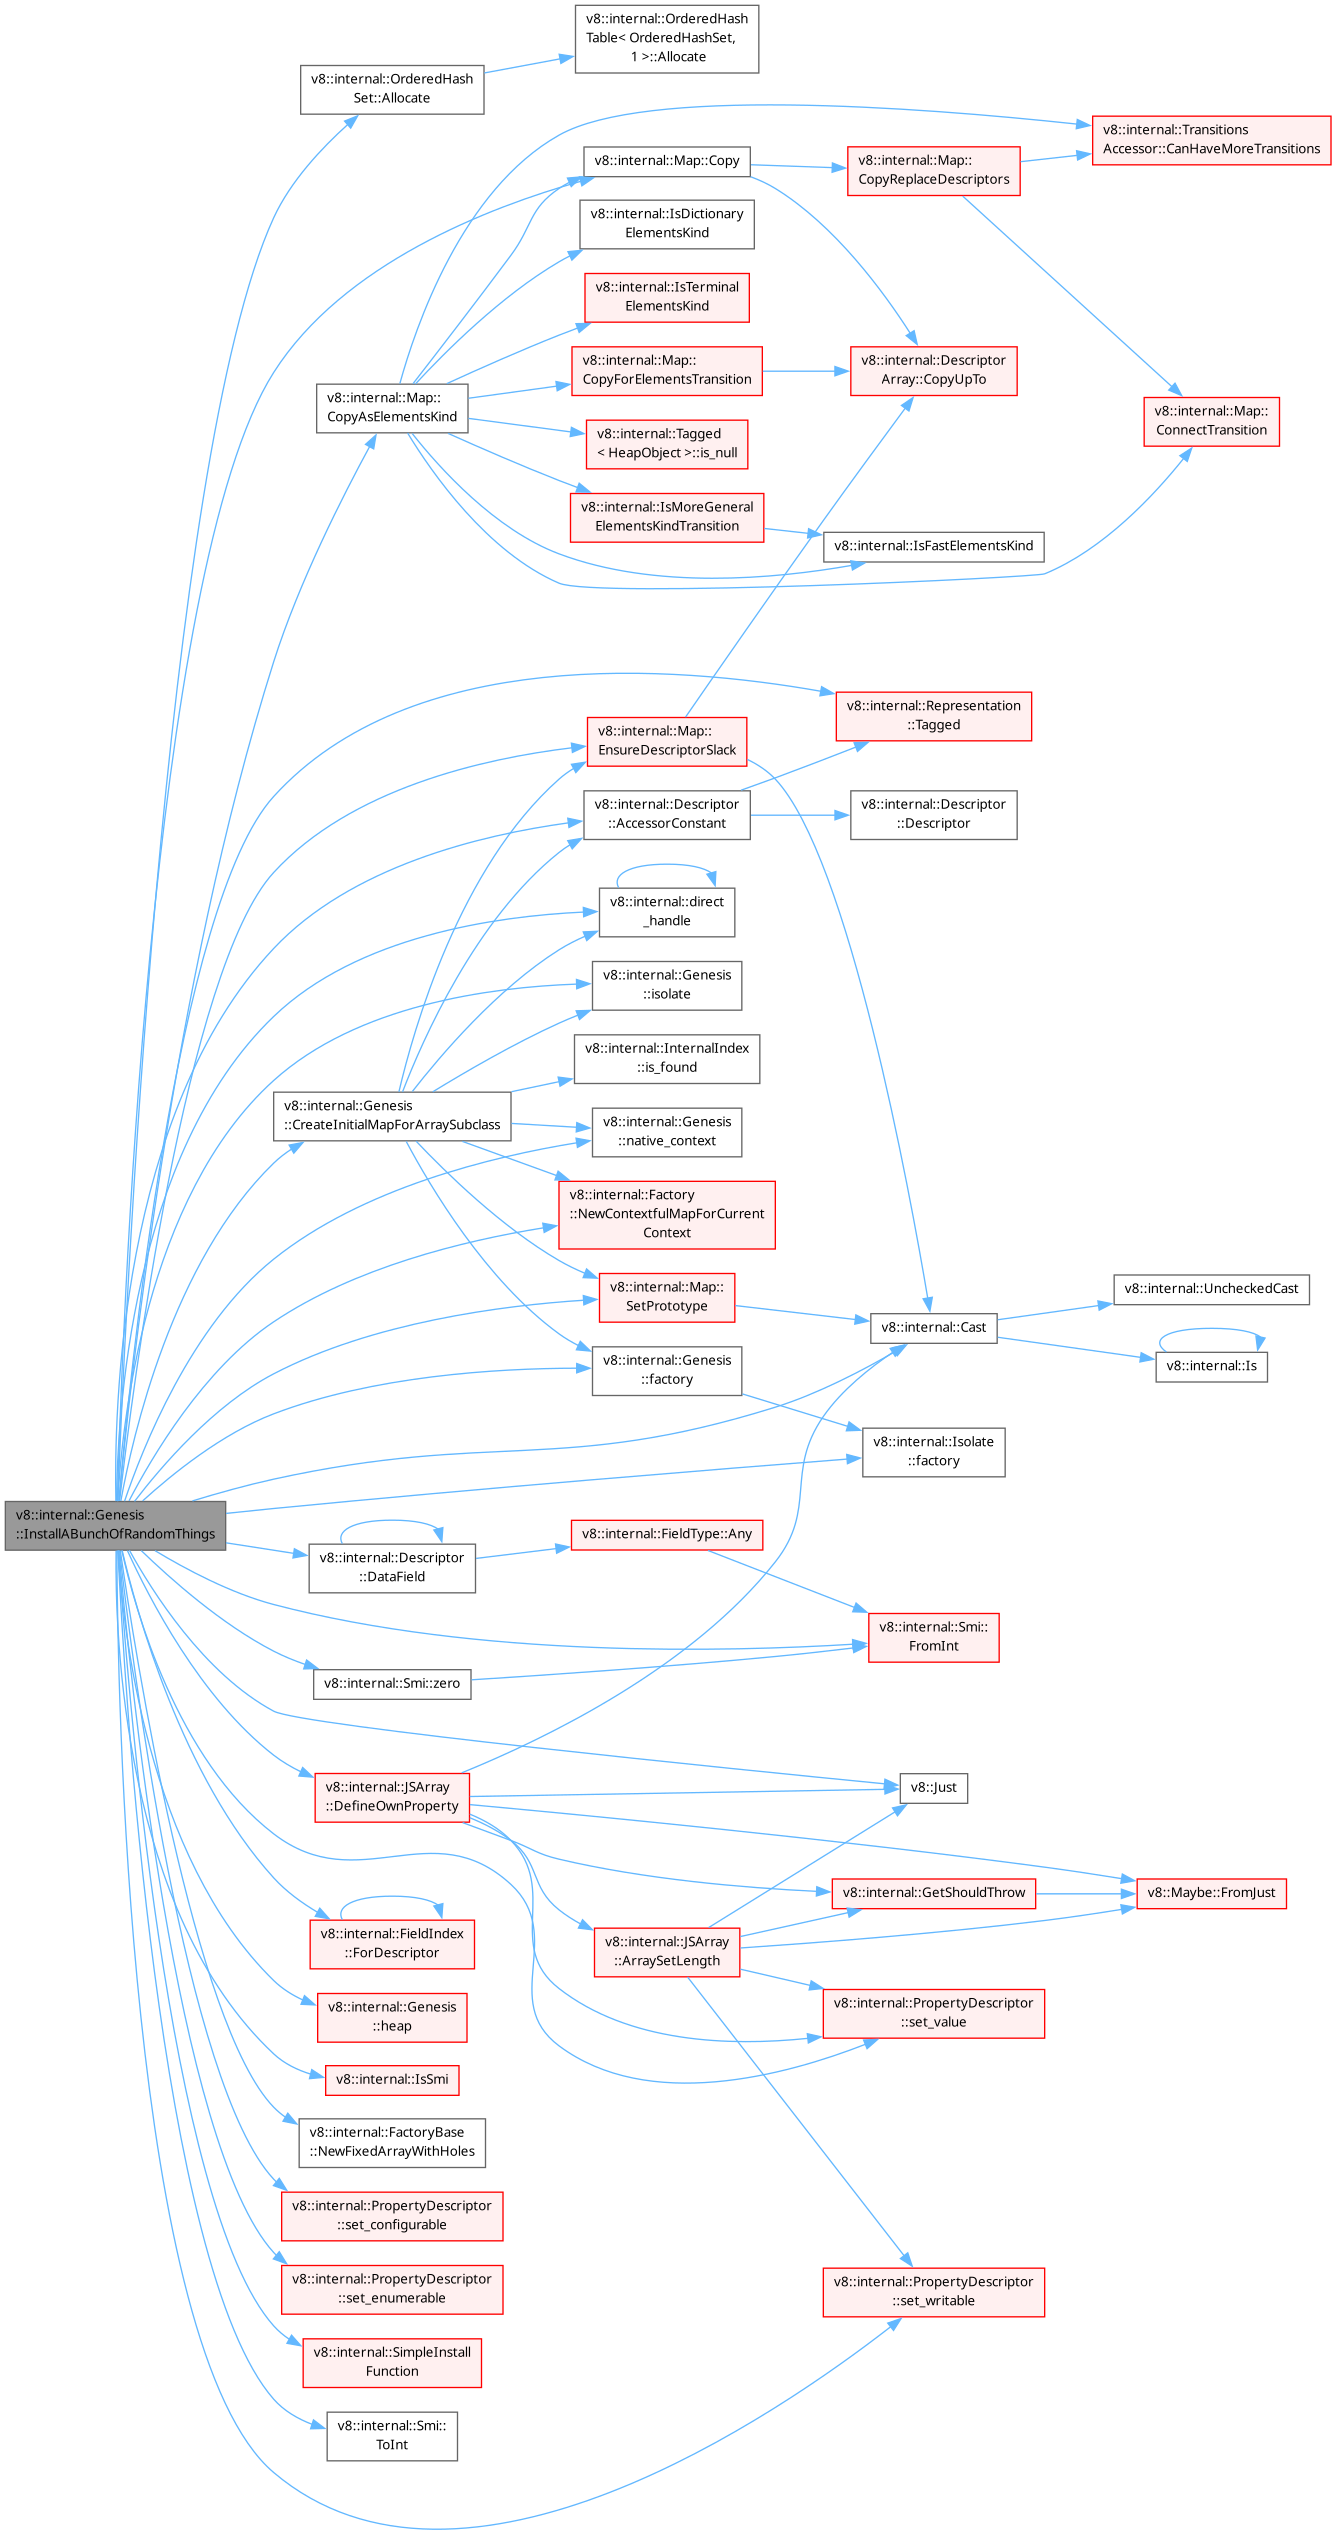 v8::internal::OrderedHash
Table< OrderedHashSet,
1 >::Allocate
v8::internal::OrderedHash
Set::Allocate
v8::internal::Transitions
Accessor::CanHaveMoreTransitions
v8::internal::Map::Copy
v8::internal::Map::
CopyReplaceDescriptors
v8::internal::IsDictionary
ElementsKind
v8::internal::IsTerminal
ElementsKind
v8::internal::Map::
CopyForElementsTransition
v8::internal::Descriptor
Array::CopyUpTo
v8::internal::Map::
CopyAsElementsKind
v8::internal::Map::
ConnectTransition
v8::internal::Tagged
< HeapObject >::is_null
v8::internal::IsMoreGeneral
ElementsKindTransition
v8::internal::IsFastElementsKind
v8::internal::Representation
::Tagged
v8::internal::Map::
EnsureDescriptorSlack
v8::internal::Descriptor
::AccessorConstant
v8::internal::Descriptor
::Descriptor
v8::internal::direct
_handle
v8::internal::Genesis
::isolate
v8::internal::InternalIndex
::is_found
v8::internal::Genesis
::CreateInitialMapForArraySubclass
v8::internal::Genesis
::native_context
v8::internal::Factory
::NewContextfulMapForCurrent
Context
v8::internal::Map::
SetPrototype
v8::internal::UncheckedCast
v8::internal::Cast
v8::internal::Is
v8::internal::Genesis
::factory
v8::internal::Isolate
::factory
v8::internal::Genesis
::InstallABunchOfRandomThings
v8::internal::FieldType::Any
v8::internal::Descriptor
::DataField
v8::internal::Smi::
FromInt
v8::internal::Smi::zero
v8::internal::JSArray
::DefineOwnProperty
v8::Just
v8::internal::GetShouldThrow
v8::Maybe::FromJust
v8::internal::FieldIndex
::ForDescriptor
v8::internal::JSArray
::ArraySetLength
v8::internal::Genesis
::heap
v8::internal::PropertyDescriptor
::set_value
v8::internal::IsSmi
v8::internal::FactoryBase
::NewFixedArrayWithHoles
v8::internal::PropertyDescriptor
::set_configurable
v8::internal::PropertyDescriptor
::set_enumerable
v8::internal::PropertyDescriptor
::set_writable
v8::internal::SimpleInstall
Function
v8::internal::Smi::
ToInt